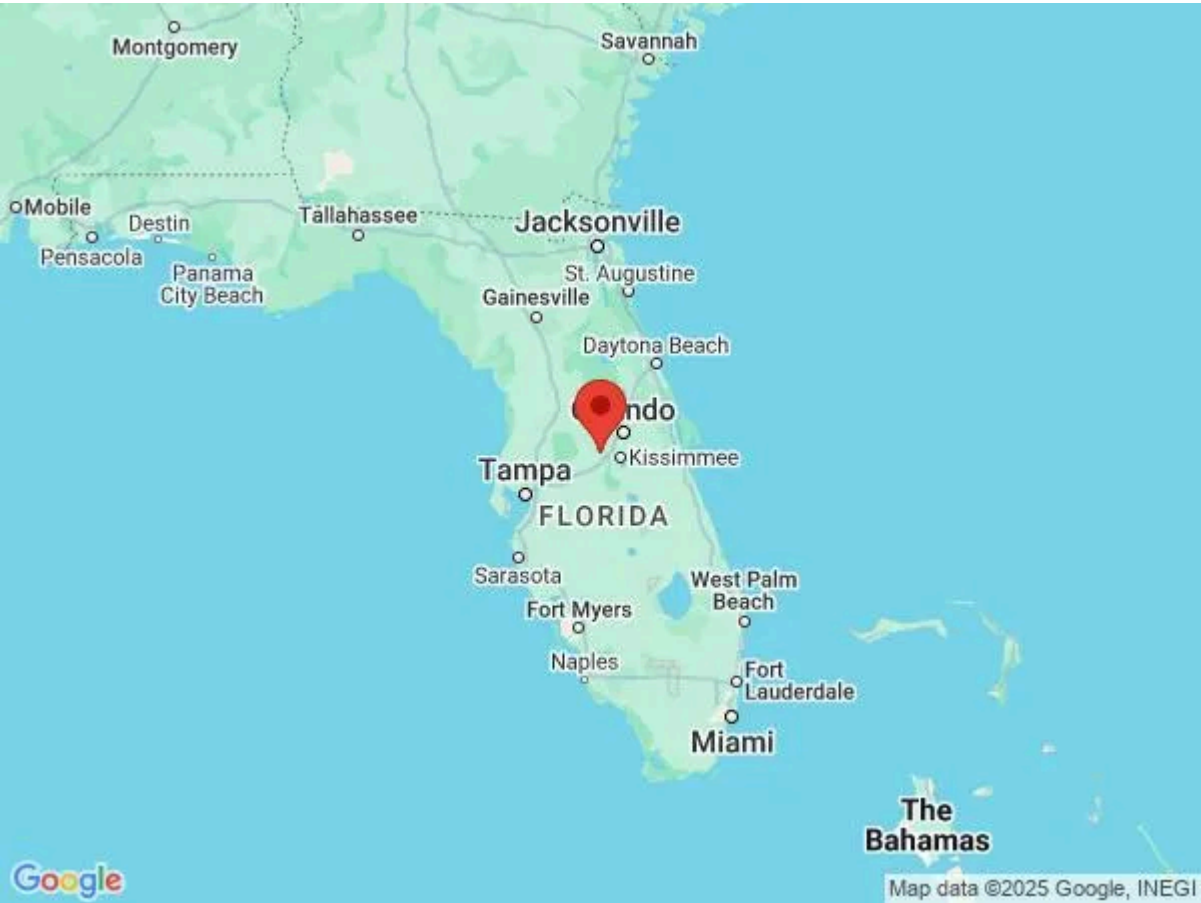 Montgomery
Savannah
Mobile
Destin
Tallahassee
Jacksonville
Pensacola
Panama
City Beach
St. Augustine
Gainesville
Daytona Beach
ndo
Kissimmee
Tampa
FLORIDA
Sarasota
West Palm
Beach
Fort Myers
Naples
Fort
Lauderdale
Miami
The
Bahamas
Google
Map data ©2025 Google, INEGI